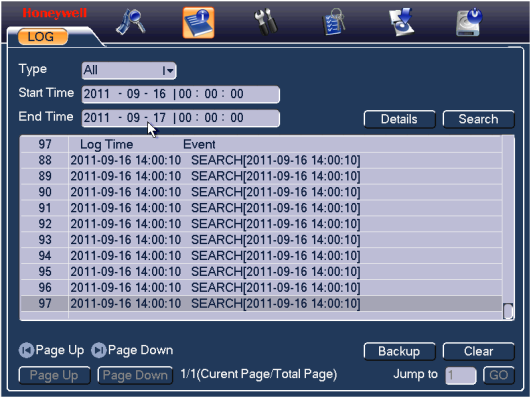 Honeywell
LOG
Type All
Start Time 2011 - 09 - 16 | 00 : 00 : 00
End Time 2011 - 09 - 17 | 00 : 00 : 00
Details Search
97 Log Time Event
88 2011-09-16 14:00:10 SEARCH[2011-09-16 14:00:10]
89 2011-09-16 14:00:10 SEARCH[2011-09-16 14:00:10]
90 2011-09-16 14:00:10 SEARCH[2011-09-16 14:00:10]
91 2011-09-16 14:00:10 SEARCH[2011-09-16 14:00:10]
92 2011-09-16 14:00:10 SEARCH[2011-09-16 14:00:10]
93 2011-09-16 14:00:10 SEARCH[2011-09-16 14:00:10]
94 2011-09-16 14:00:10 SEARCH[2011-09-16 14:00:10]
95 2011-09-16 14:00:10 SEARCH[2011-09-16 14:00:10]
96 2011-09-16 14:00:10 SEARCH[2011-09-16 14:00:10]
97 2011-09-16 14:00:10 SEARCH[2011-09-16 14:00:10]
Page Up Page Down Backup Clear
Page Up Page Down 1/1(Curent Page/Total Page) Jump to 1 GO